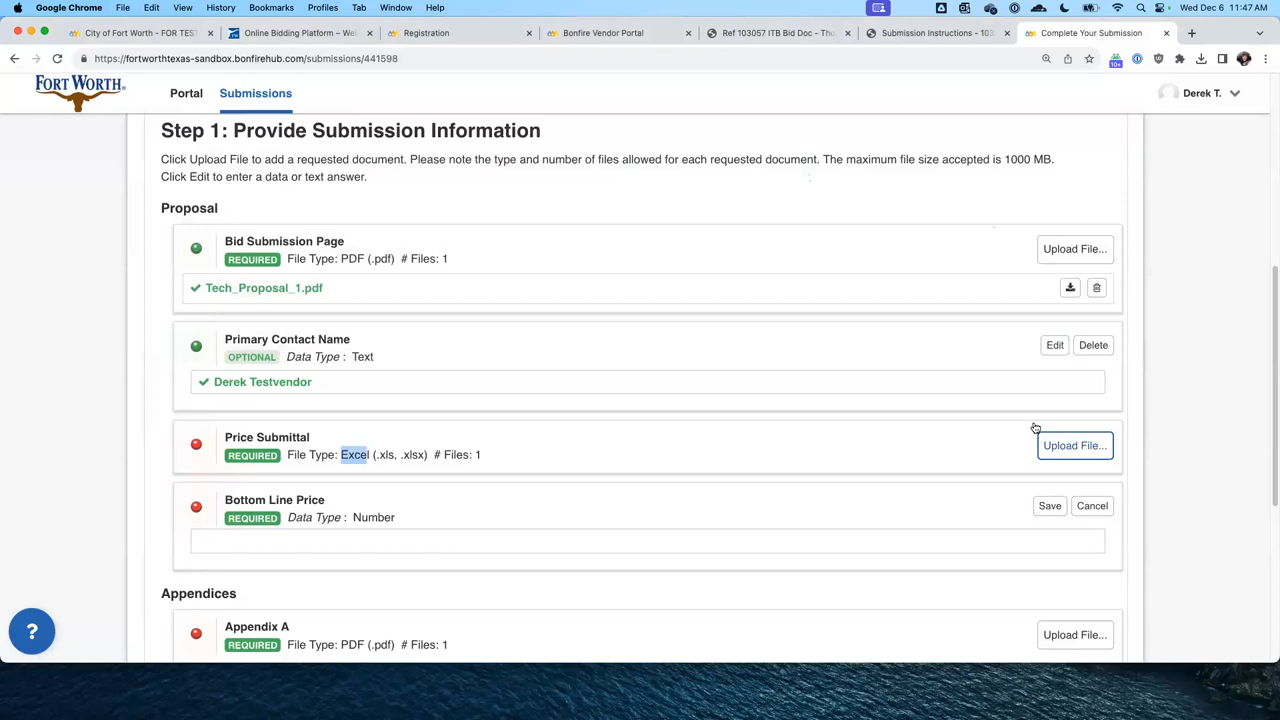 Google Chrome File Edit View History Bookmarks Profiles Tab Window Help Wed Dec 6 11:47 AM
City of Fort Worth - FOR TEST Online Bidding Platform – Wel Registration Bonfire Vendor Portal Ref 103057 ITB Bid Doc - Thu Submission Instructions - 103 Complete Your Submission
https://fortworthtexas-sandbox.bonfirehub.com/submissions/441598
10+
FORT WORTH
Portal Submissions Derek T.
Step 1: Provide Submission Information
Click Upload File to add a requested document. Please note the type and number of files allowed for each requested document. The maximum file size accepted is 1000 MB.
Click Edit to enter a data or text answer.
Proposal
Bid Submission Page
REQUIRED File Type: PDF (.pdf) # Files: 1
Upload File...
Tech_Proposal_1.pdf
Primary Contact Name
OPTIONAL Data Type : Text
Edit Delete
Derek Testvendor
Price Submittal
REQUIRED File Type: Excel (.xls, .xlsx) # Files: 1
Upload File...
Bottom Line Price
REQUIRED Data Type : Number
Save Cancel
Appendices
Appendix A
REQUIRED File Type: PDF (.pdf) # Files: 1
Upload File...
?